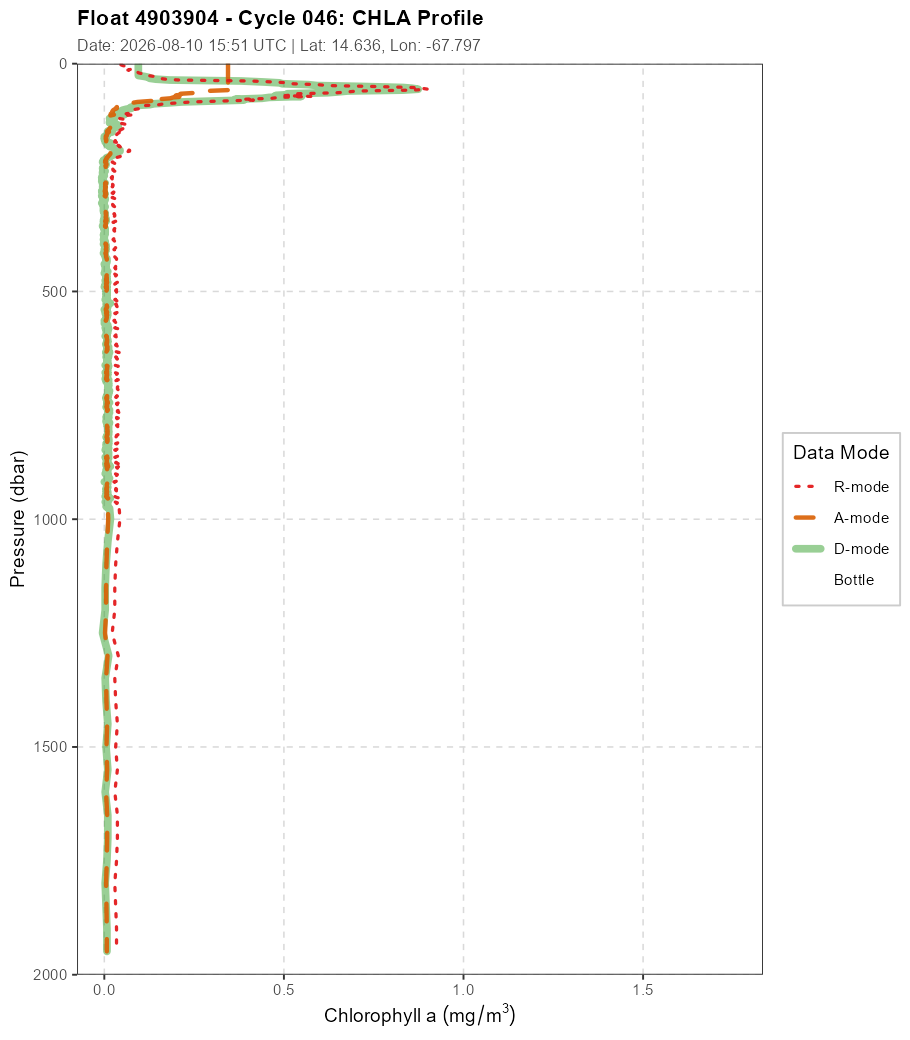 Float 4903904 - Cycle 046: CHLA Profile
Date: 2026-08-10 15:51 UTC | Lat: 14.636, Lon: -67.797
0
500
1000
1500
2000
Pressure (dbar)
0.0 0.5 1.0 1.5
Chlorophyll a (mg/m³)
Data Mode
R-mode
A-mode
D-mode
Bottle